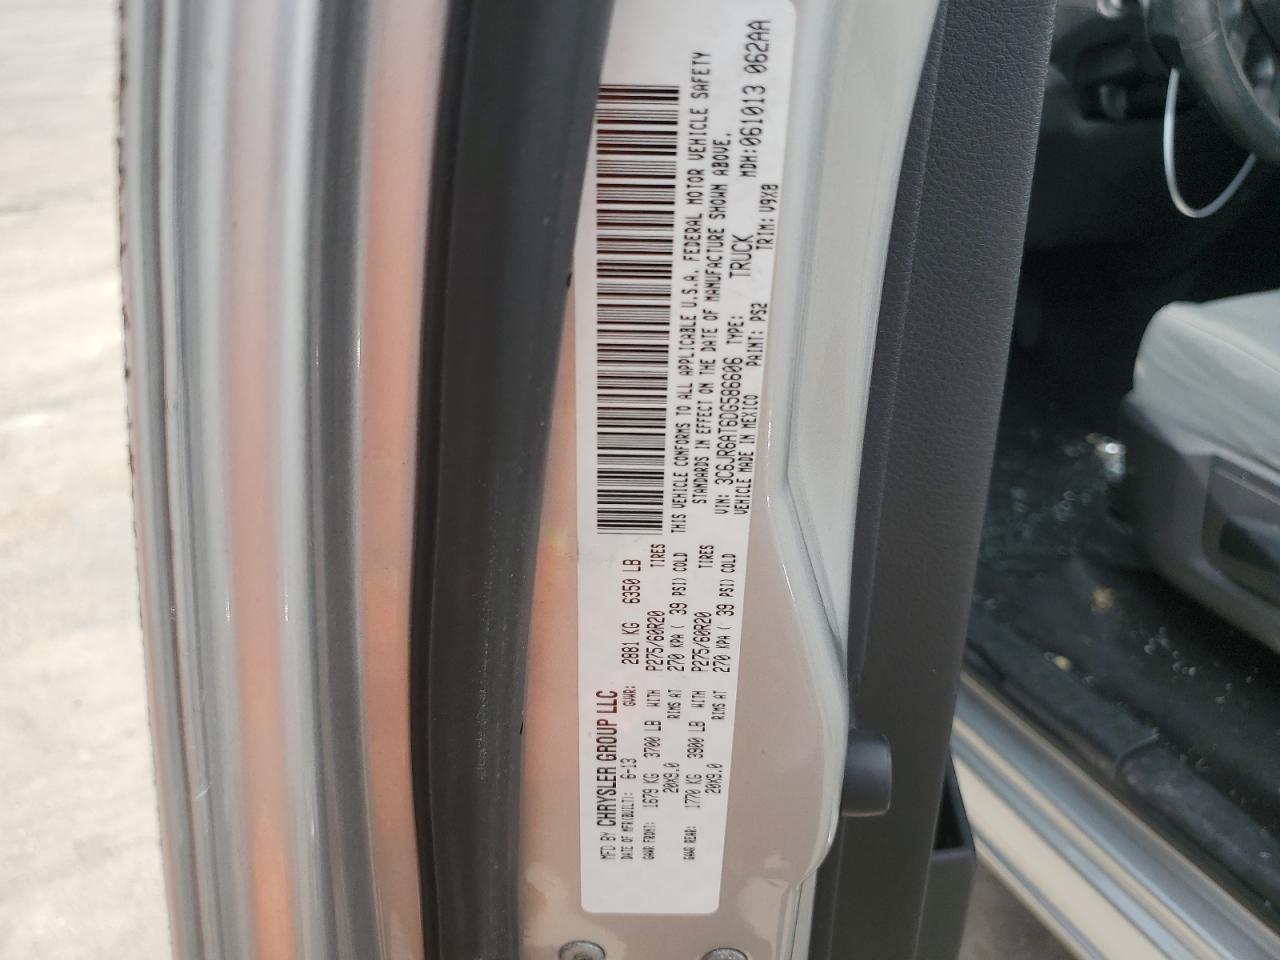 MFD BY CHRYSLER GROUP LLC
DATE OF MFR(BUILT): 6-13 GVWR: 2881 KG 6350 LB
GAWR FRONT: 1679 KG 3700 LB WITH P275/60R20 TIRES
20X9.0 RIMS AT 270 KPA ( 39 PSI) COLD
GAWR REAR: 1770 KG 3900 LB WITH P275/60R20 TIRES
20X9.0 RIMS AT 270 KPA ( 39 PSI) COLD
THIS VEHICLE CONFORMS TO ALL APPLICABLE U.S.A. FEDERAL MOTOR VEHICLE SAFETY
STANDARDS IN EFFECT ON THE DATE OF MANUFACTURE SHOWN ABOVE.
VIN: 3C6JR6AT6DG586606 TYPE: TRUCK MDH:061013 062AA
VEHICLE MADE IN MEXICO PAINT: PS2 TRIM: V9X8